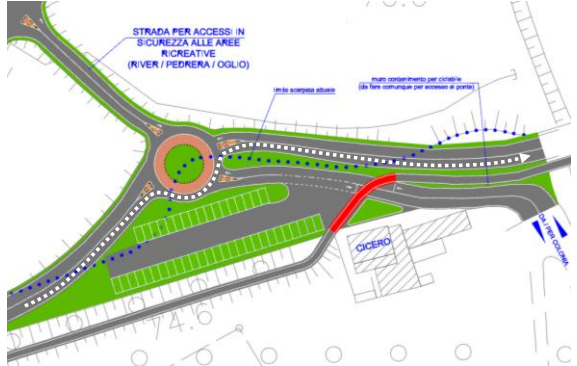 STRADA PER ACCESSI IN
SICUREZZA ALLE AREE
RICREATIVE
(RIVER / PEDRERA / OGLIO)
limite scarpata attuale
muro contenimento per ciclabile
(da fare comunque per accesso al ponte)
CICERO
DA / PER COLONIA
74.6